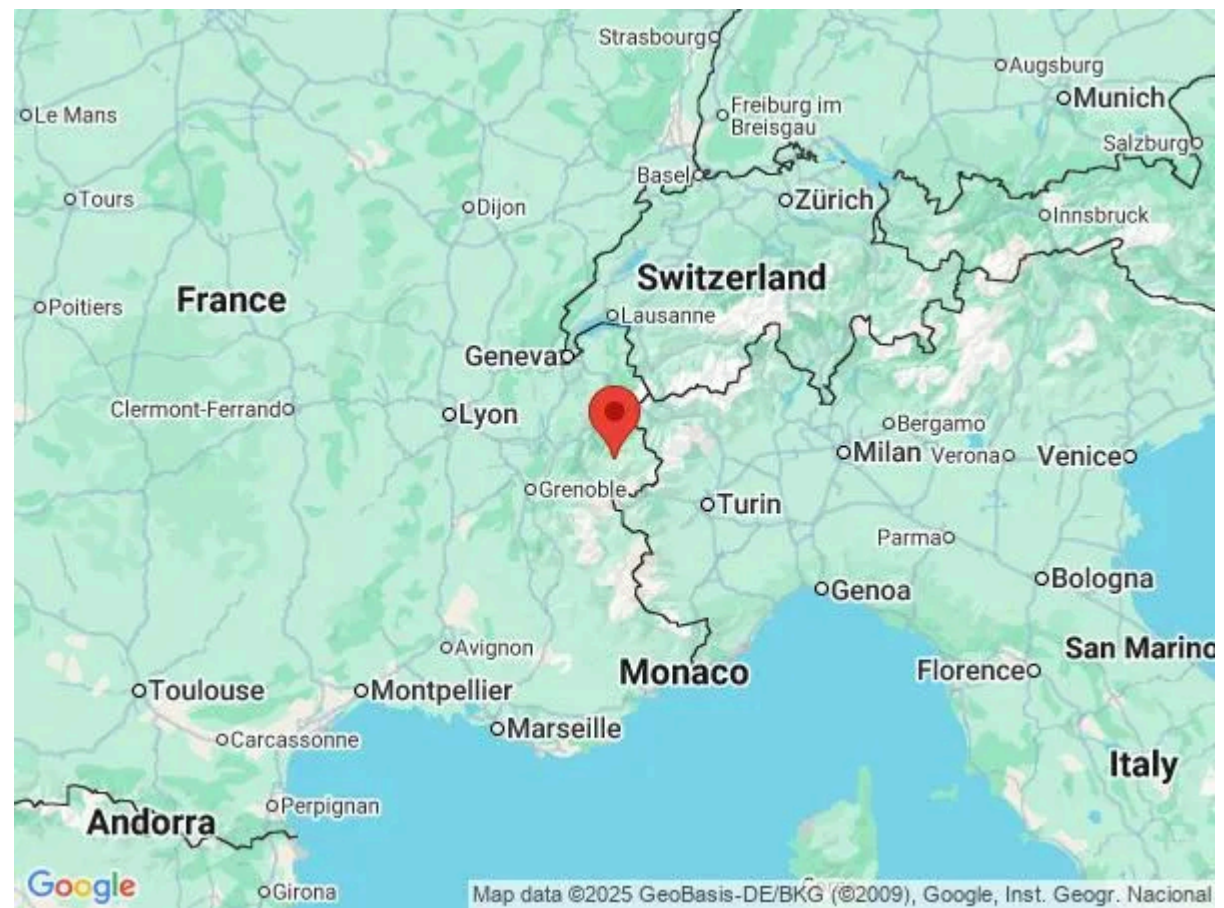 Strasbourg
Augsburg
Munich
Le Mans
Freiburg im
Breisgau
Salzburg
Basel
Tours
Dijon
Zürich
Innsbruck
Switzerland
France
Poitiers
Lausanne
Geneva
Clermont-Ferrand
Lyon
Bergamo
Milan
Verona
Venice
Grenoble
Turin
Parma
Bologna
Genoa
Avignon
San Marino
Monaco
Florence
Toulouse
Montpellier
Marseille
Carcassonne
Italy
Perpignan
Andorra
Google
Girona
Map data ©2025 GeoBasis-DE/BKG (©2009), Google, Inst. Geogr. Nacional